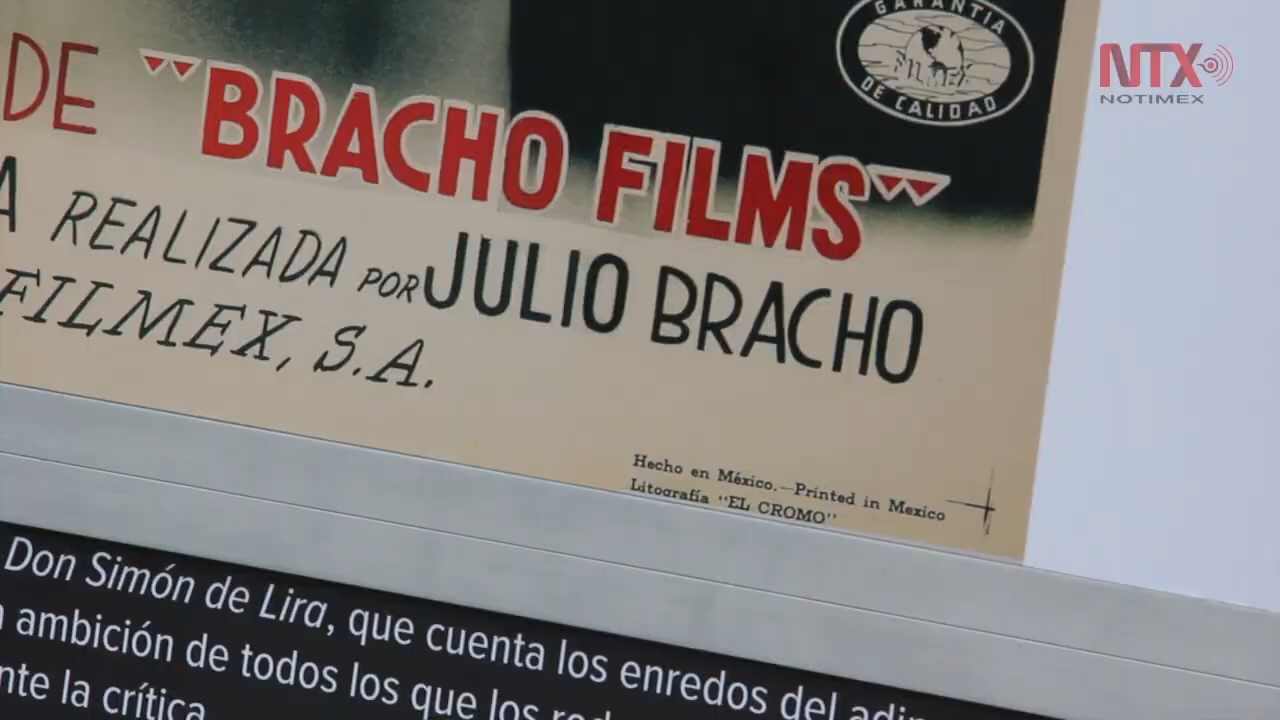 GARANTIA
FILMEX
DE CALIDAD
NTX
NOTIMEX
DE "BRACHO FILMS"
A REALIZADA POR JULIO BRACHO
FILMEX, S.A.
Hecho en México.—Printed in Mexico
Litografía "EL CROMO"
Don Simón de Lira, que cuenta los enredos del
ambición de todos los que los
nte la crítica